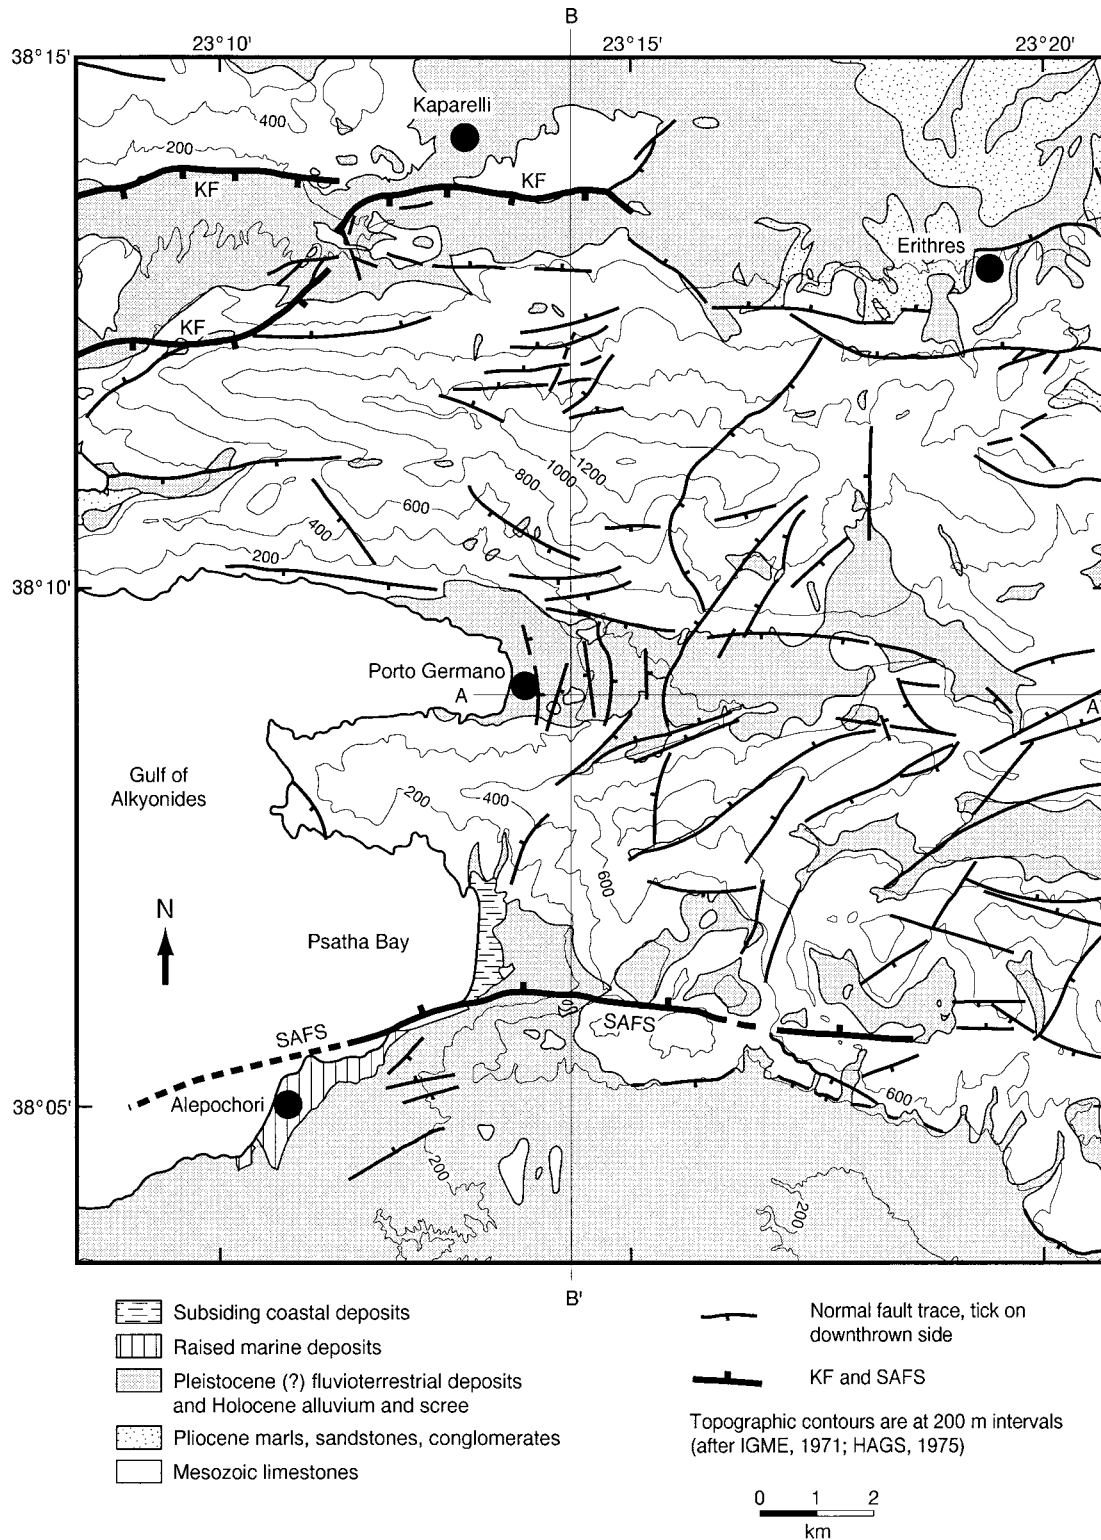 B
38°15'
23°10'
23°15'
23°20'
Kaparelli
400
200
KF
KF
Erithres
KF
1200
1000
800
600
400
200
38°10'
Porto Germano
A
A'
Gulf of
Alkyonides
200
400
600
N
Psatha Bay
SAFS
SAFS
38°05'
Alepochori
600
200
200
B'
Subsiding coastal deposits
Raised marine deposits
Pleistocene (?) fluvioterrestrial deposits
and Holocene alluvium and scree
Pliocene marls, sandstones, conglomerates
Mesozoic limestones
Normal fault trace, tick on
downthrown side
KF and SAFS
Topographic contours are at 200 m intervals
(after IGME, 1971; HAGS, 1975)
0 1 2
km